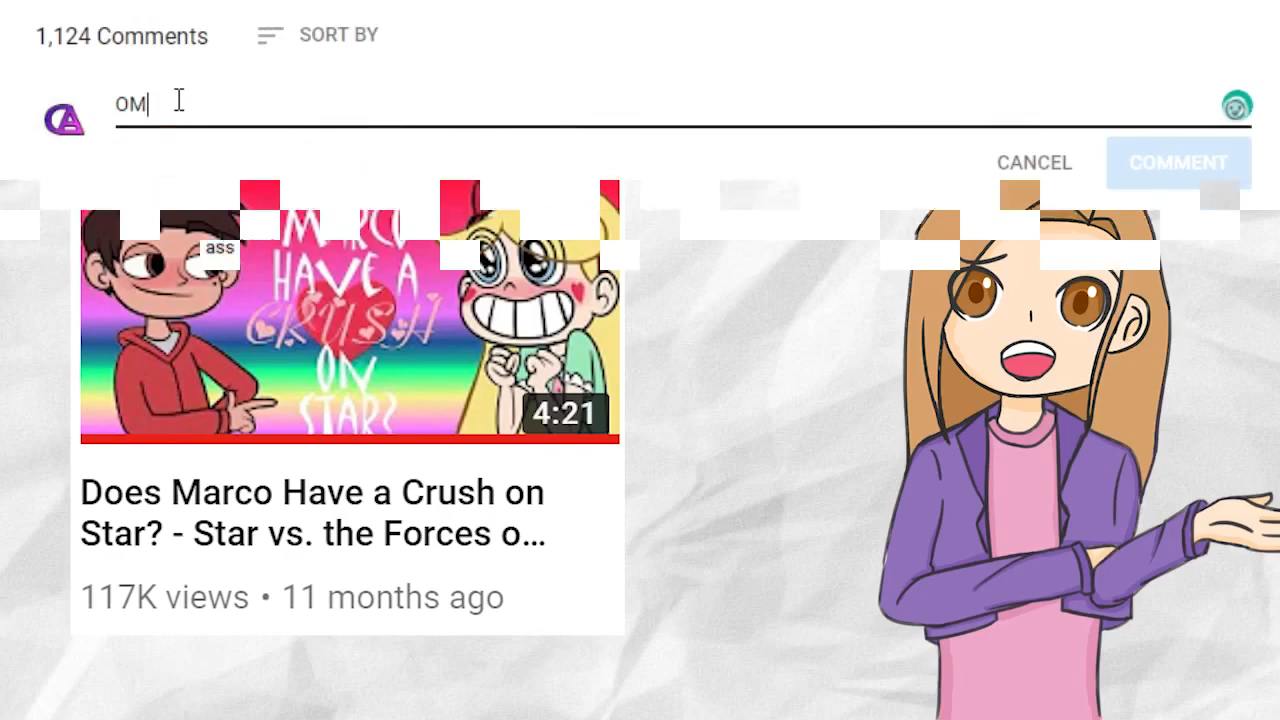 1,124 Comments
SORT BY
OM
CANCEL
COMMENT
MARCO
ass
HAVE A
CRUSH
ON
STAR?
4:21
Does Marco Have a Crush on
Star? - Star vs. the Forces o...
117K views • 11 months ago